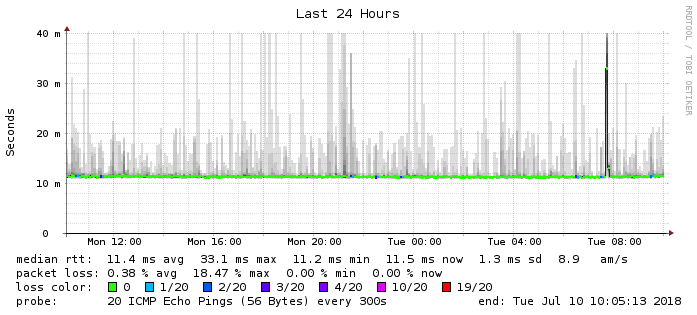 Last 24 Hours
RRDTOOL / TOBI OETIKER
Seconds
40 m
30 m
20 m
10 m
0
Mon 12:00 Mon 16:00 Mon 20:00 Tue 00:00 Tue 04:00 Tue 08:00
median rtt: 11.4 ms avg 33.1 ms max 11.2 ms min 11.5 ms now 1.3 ms sd 8.9 am/s
packet loss: 0.38 % avg 18.47 % max 0.00 % min 0.00 % now
loss color: 0 1/20 2/20 3/20 4/20 10/20 19/20
probe: 20 ICMP Echo Pings (56 Bytes) every 300s end: Tue Jul 10 10:05:13 2018